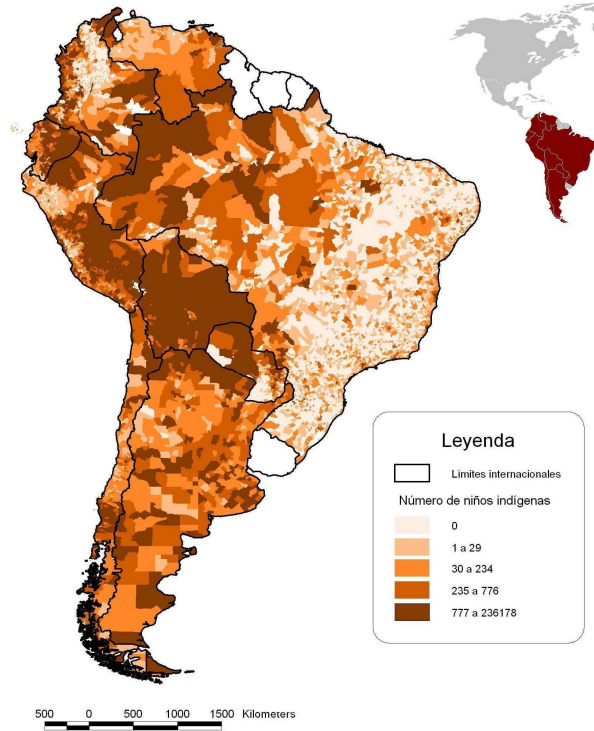 Leyenda
Limites internacionales
Número de niños indígenas
0
1 a 29
30 a 234
235 a 776
777 a 236178
500 0 500 1000 1500 Kilometers